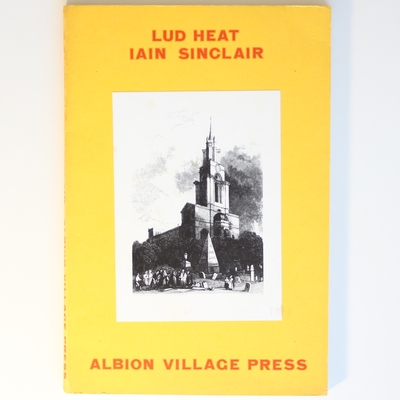 LUD HEAT
IAIN SINCLAIR
ALBION VILLAGE PRESS